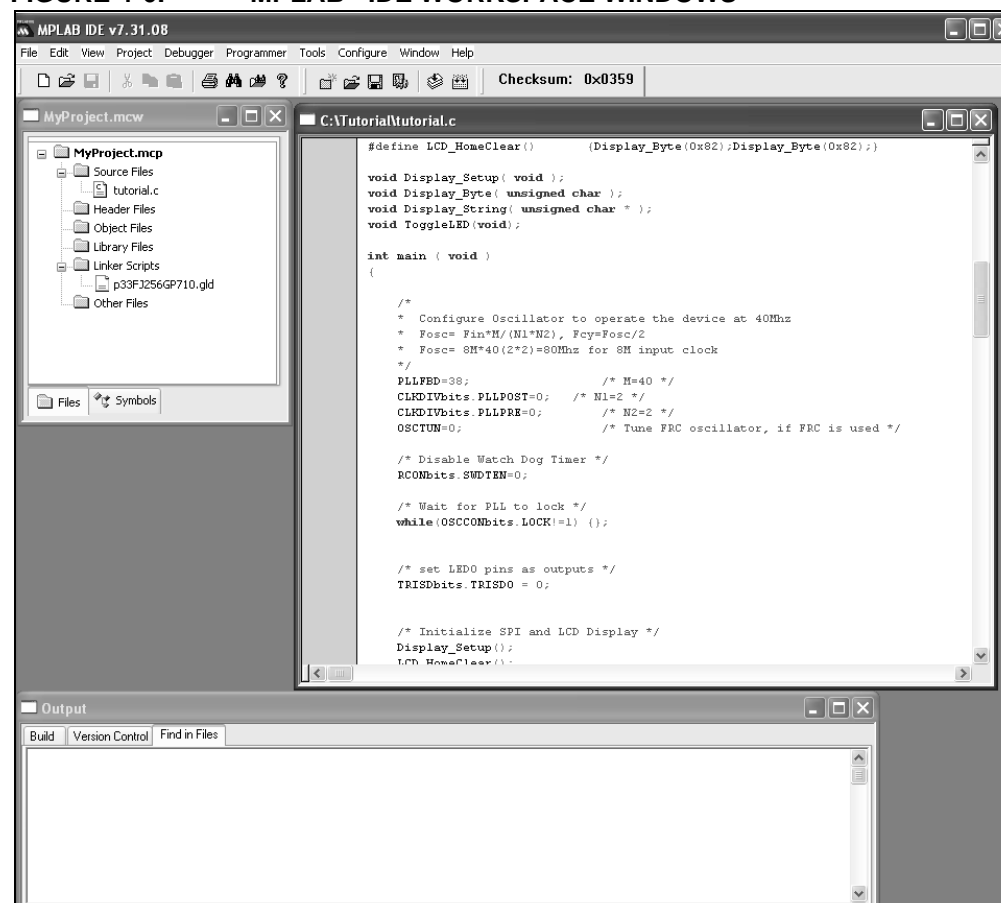 MPLAB IDE v7.31.08
File Edit View Project Debugger Programmer Tools Configure Window Help
Checksum: 0x0359
MyProject.mcw
MyProject.mcp
Source Files
tutorial.c
Header Files
Object Files
Library Files
Linker Scripts
p33FJ256GP710.gld
Other Files
Files Symbols
C:\Tutorial\tutorial.c
#define LCD_HomeClear() {Display_Byte(0x82);Display_Byte(0x82);}
void Display_Setup( void );
void Display_Byte( unsigned char );
void Display_String( unsigned char * );
void ToggleLED(void);
int main ( void )
{
/*
* Configure Oscillator to operate the device at 40Mhz
* Fosc= Fin*M/(N1*N2), Fcy=Fosc/2
* Fosc= 8M*40(2*2)=80Mhz for 8M input clock
*/
PLLFBD=38; /* M=40 */
CLKDIVbits.PLLPOST=0; /* N1=2 */
CLKDIVbits.PLLPRE=0; /* N2=2 */
OSCTUN=0; /* Tune FRC oscillator, if FRC is used */
/* Disable Watch Dog Timer */
RCONbits.SWDTEN=0;
/* Wait for PLL to lock */
while(OSCCONbits.LOCK!=1) {};
/* set LED0 pins as outputs */
TRISDbits.TRISD0 = 0;
/* Initialize SPI and LCD Display */
Display_Setup();
LCD_HomeClear();
Output
Build Version Control Find in Files